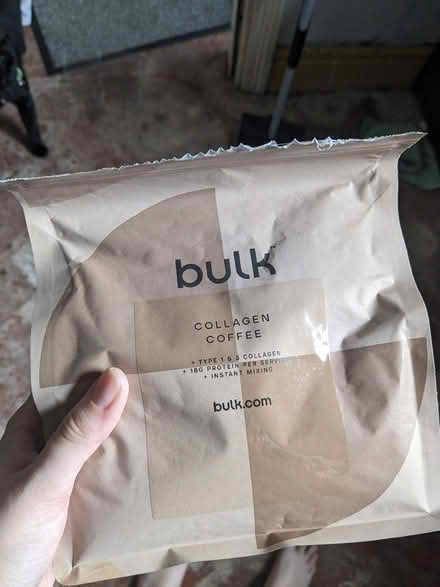 bulk
COLLAGEN
COFFEE
+ TYPE 1 & 3 COLLAGEN
+ 18G PROTEIN PER SERVING
+ INSTANT MIXING
bulk.com